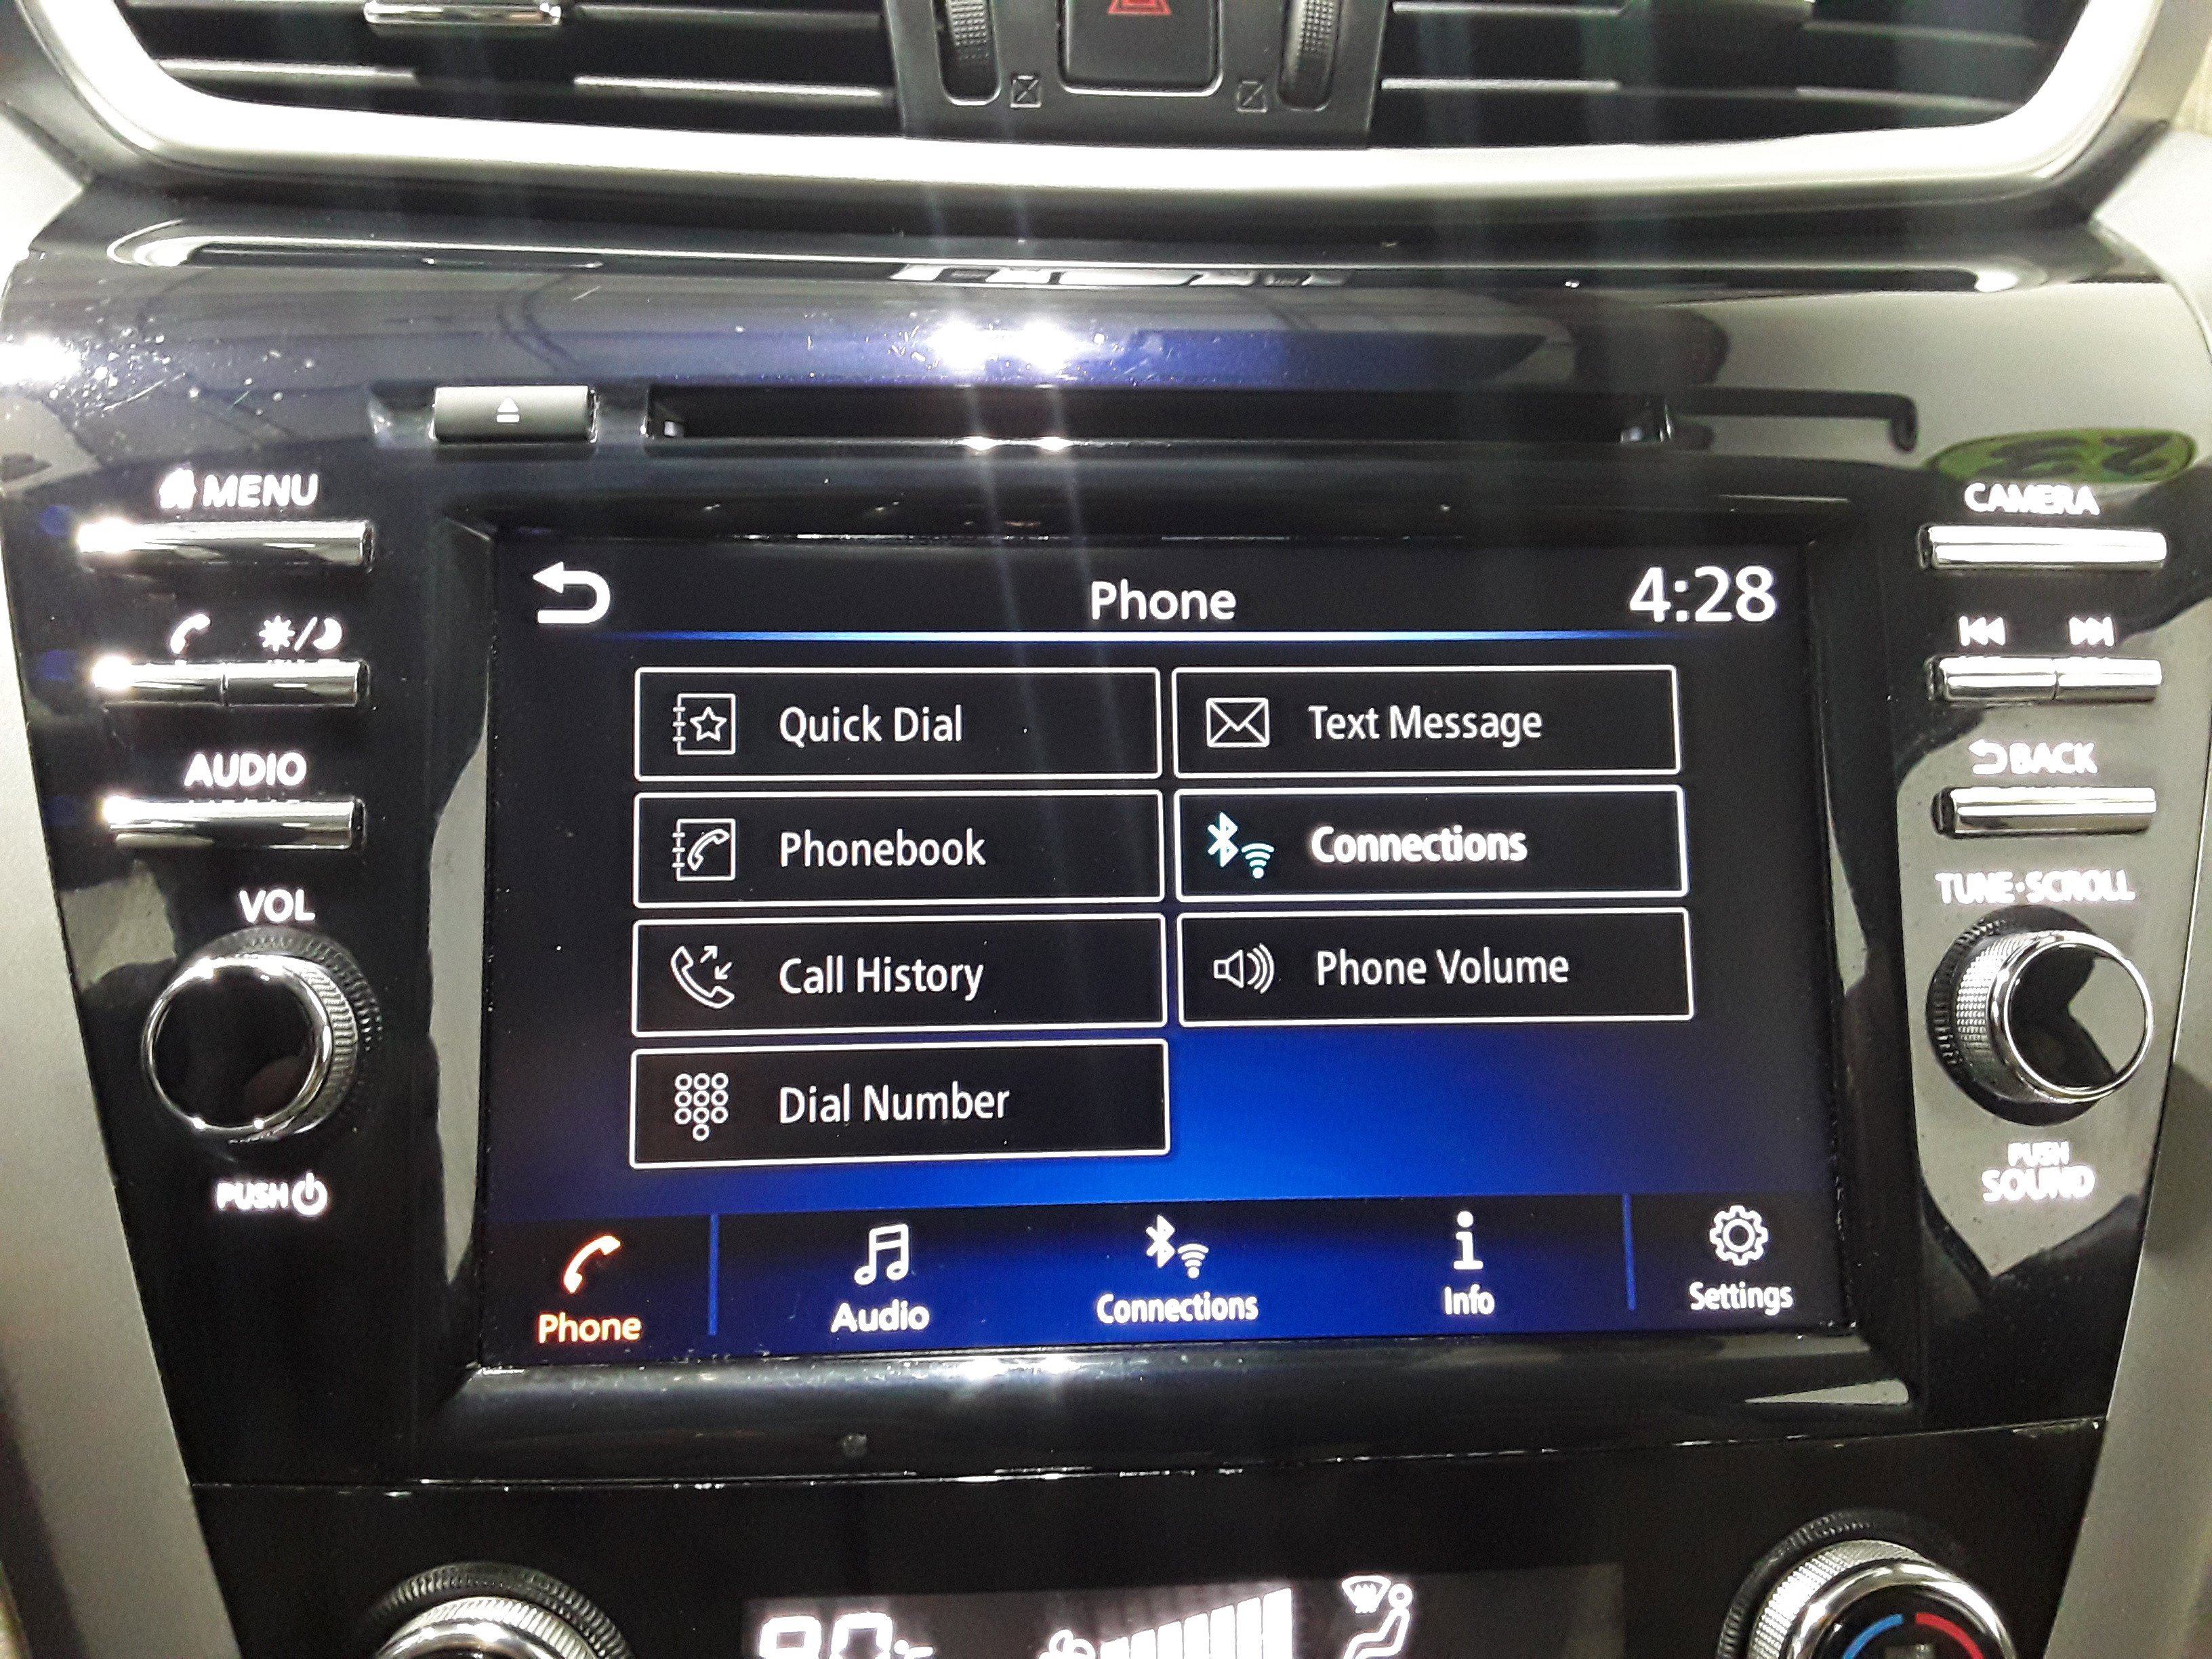 MENU
CAMERA
Phone
4:28
Quick Dial
Text Message
AUDIO
BACK
Phonebook
Connections
VOL
TUNE·SCROLL
Call History
Phone Volume
Dial Number
PUSH
PUSH
SOUND
Phone
Audio
Connections
Info
Settings